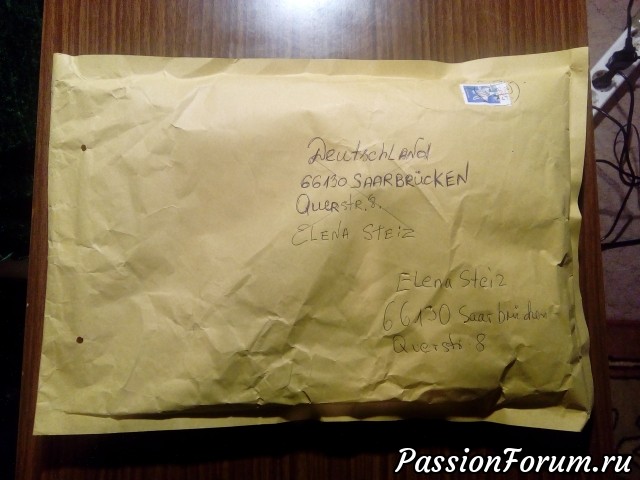 Deutschland
66130 SAARBRÜCKEN
Querstr. 8.
ELENA STEIZ
Elena Steiz
66130 Saarbrücken
Querstr 8
PassionForum.ru